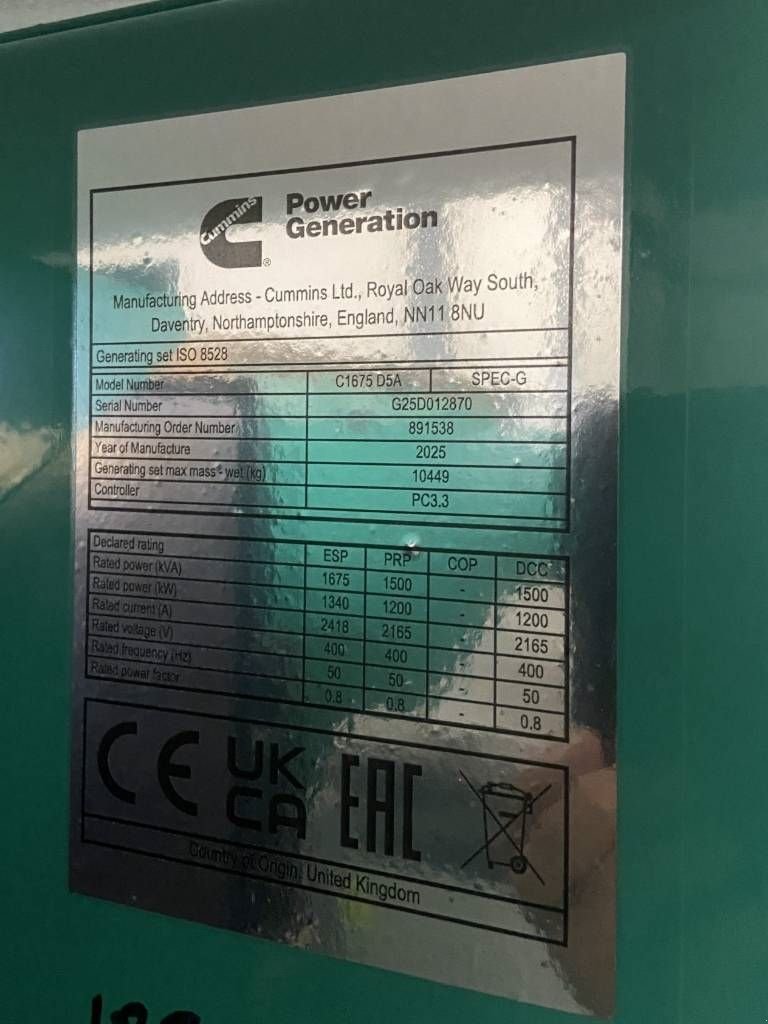 Cummins
®
Power
Generation
Manufacturing Address - Cummins Ltd., Royal Oak Way South,
Daventry, Northamptonshire, England, NN11 8NU
Generating set ISO 8528
Model Number C1675 D5A SPEC-G
Serial Number G25D012870
Manufacturing Order Number 891538
Year of Manufacture 2025
Generating set max mass - wet (kg) 10449
Controller PC3.3
Declared rating ESP PRP COP DCC
Rated power (kVA) 1675 1500 - 1500
Rated power (kW) 1340 1200 - 1200
Rated current (A) 2418 2165 - 2165
Rated voltage (V) 400 400 - 400
Rated frequency (Hz) 50 50 - 50
Rated power factor 0.8 0.8 - 0.8
CE UK
CA EAC
Country of Origin, United Kingdom